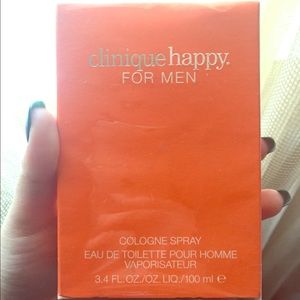 clinique happy.
FOR MEN
COLOGNE SPRAY
EAU DE TOILETTE POUR HOMME
VAPORISATEUR
3.4 FL.OZ./OZ. LIQ./100 ml ℮